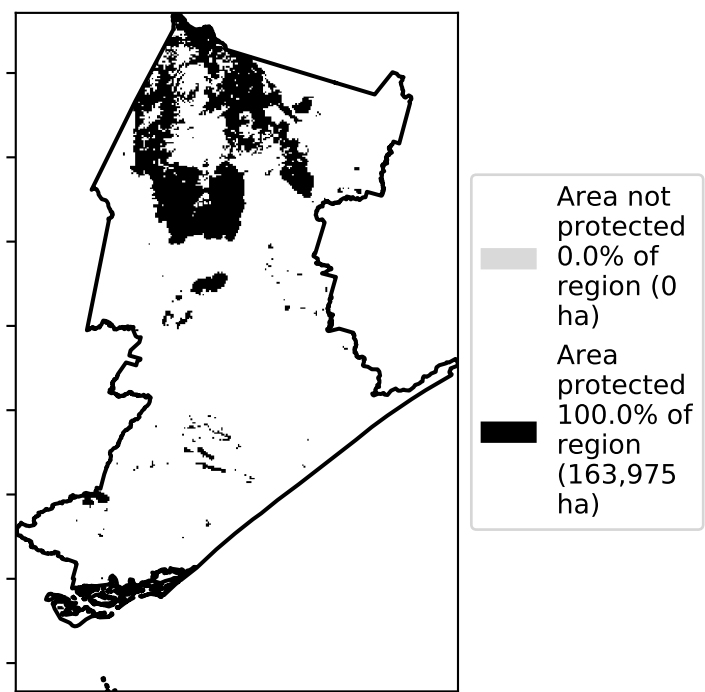 Area not
protected
0.0% of
region (0
ha)
Area
protected
100.0% of
region
(163,975
ha)